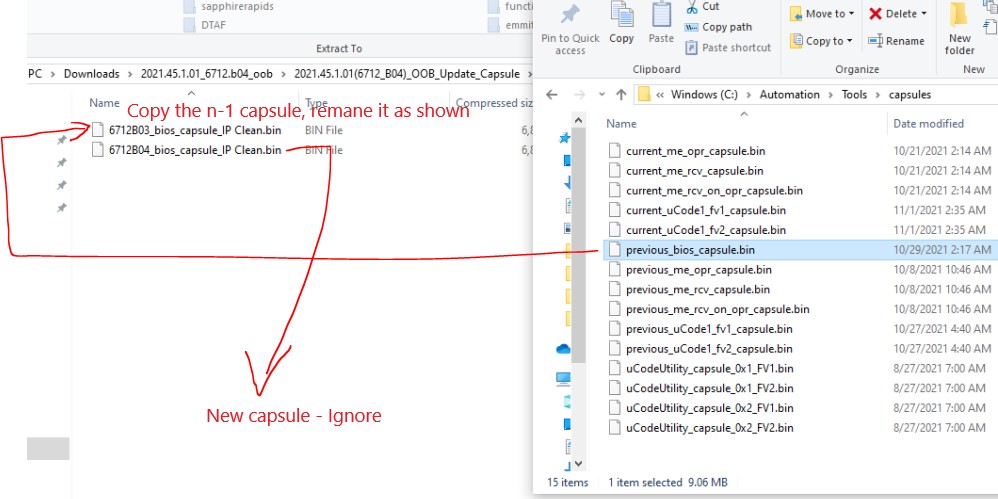 sapphirerapids
DTAF
functi
emmit
Extract To
PC > Downloads > 2021.45.1.01_6712.b04_oob > 2021.45.1.01(6712_B04)_OOB_Update_Capsule >
Name
Type
Compressed size
Copy the n-1 capsule, remane it as shown
6712B03_bios_capsule_IP Clean.bin BIN File 6,8
6712B04_bios_capsule_IP Clean.bin BIN File 6,8
New capsule - Ignore
Pin to Quick access
Copy
Paste
Cut
Copy path
Paste shortcut
Clipboard
Move to
Copy to
Delete
Rename
Organize
New folder
New
« Windows (C:) > Automation > Tools > capsules
Name Date modified
current_me_opr_capsule.bin 10/21/2021 2:14 AM
current_me_rcv_capsule.bin 10/21/2021 2:14 AM
current_me_rcv_on_opr_capsule.bin 10/21/2021 2:14 AM
current_uCode1_fv1_capsule.bin 11/1/2021 2:35 AM
current_uCode1_fv2_capsule.bin 11/1/2021 2:35 AM
previous_bios_capsule.bin 10/29/2021 2:17 AM
previous_me_opr_capsule.bin 10/8/2021 10:46 AM
previous_me_rcv_capsule.bin 10/8/2021 10:46 AM
previous_me_rcv_on_opr_capsule.bin 10/8/2021 10:46 AM
previous_uCode1_fv1_capsule.bin 10/27/2021 4:40 AM
previous_uCode1_fv2_capsule.bin 10/27/2021 4:40 AM
uCodeUtility_capsule_0x1_FV1.bin 8/27/2021 7:00 AM
uCodeUtility_capsule_0x1_FV2.bin 8/27/2021 7:00 AM
uCodeUtility_capsule_0x2_FV1.bin 8/27/2021 7:00 AM
uCodeUtility_capsule_0x2_FV2.bin 8/27/2021 7:00 AM
15 items 1 item selected 9.06 MB